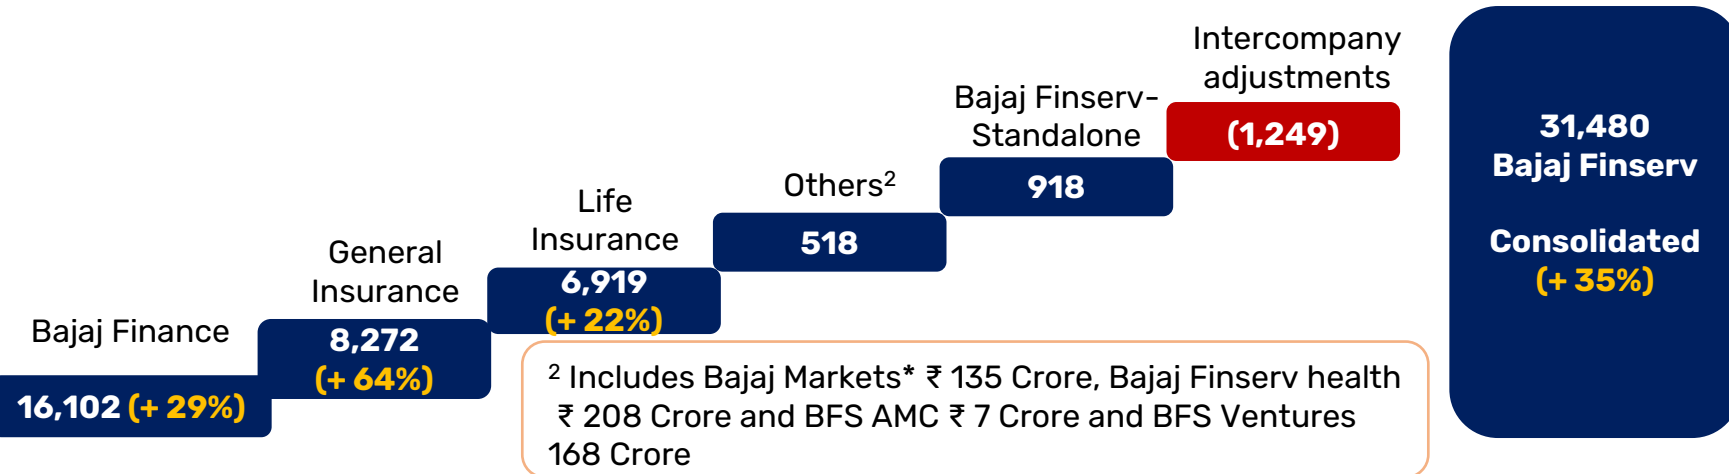 Bajaj Finance
16,102 (+ 29%)
General
Insurance
8,272
(+ 64%)
Life
Insurance
6,919
(+ 22%)
Others²
518
Bajaj Finserv-
Standalone
918
Intercompany
adjustments
(1,249)
31,480
Bajaj Finserv
Consolidated
(+ 35%)
² Includes Bajaj Markets* ₹ 135 Crore, Bajaj Finserv health
₹ 208 Crore and BFS AMC ₹ 7 Crore and BFS Ventures
168 Crore